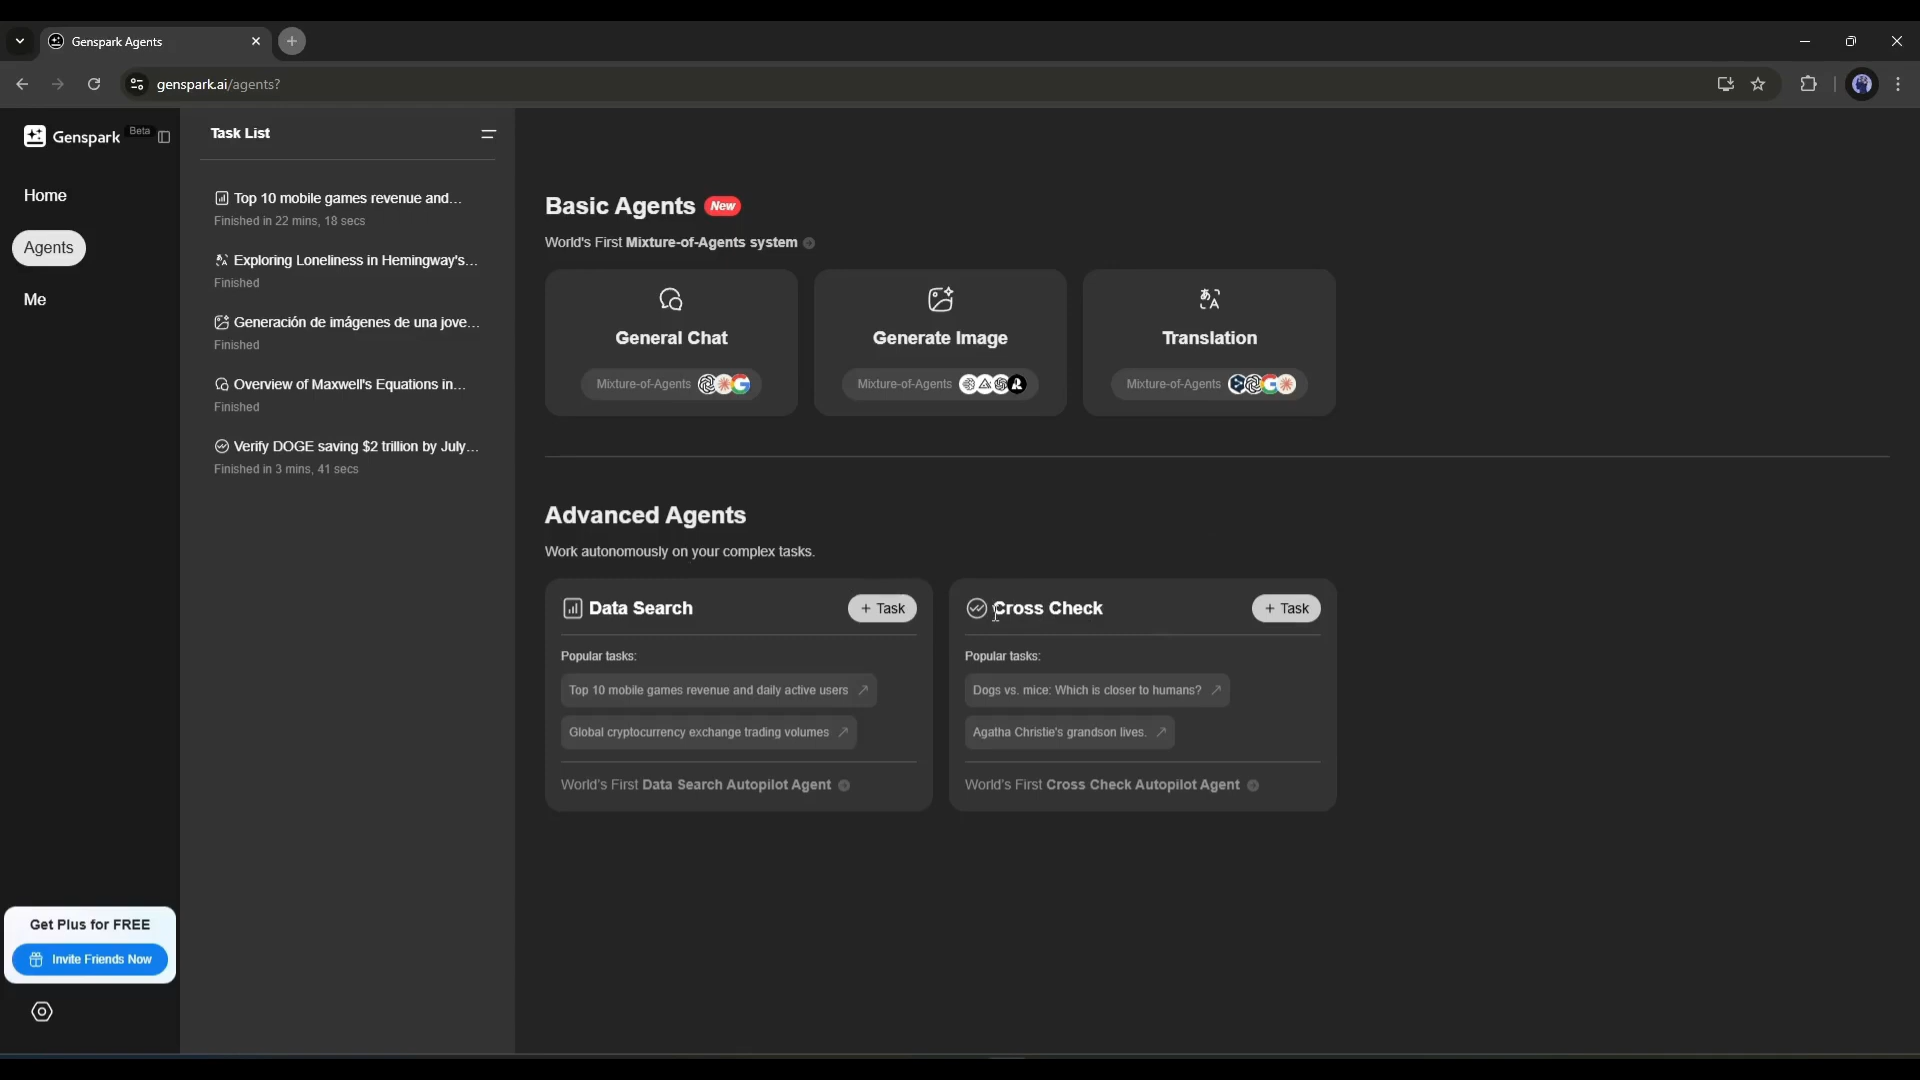 Genspark Agents
genspark.ai/agents?
Genspark Beta
Home
Agents
Me
Get Plus for FREE
Invite Friends Now
Task List
Top 10 mobile games revenue and...
Finished in 22 mins, 18 secs
Exploring Loneliness in Hemingway's...
Finished
Generación de imágenes de una jove...
Finished
Overview of Maxwell's Equations in...
Finished
Verify DOGE saving $2 trillion by July...
Finished in 3 mins, 41 secs
Basic Agents New
World's First Mixture-of-Agents system
General Chat
Mixture-of-Agents
Generate Image
Mixture-of-Agents
Translation
Mixture-of-Agents
Advanced Agents
Work autonomously on your complex tasks.
Data Search
+ Task
Popular tasks:
Top 10 mobile games revenue and daily active users
Global cryptocurrency exchange trading volumes
World's First Data Search Autopilot Agent
Cross Check
+ Task
Popular tasks:
Dogs vs. mice: Which is closer to humans?
Agatha Christie's grandson lives.
World's First Cross Check Autopilot Agent